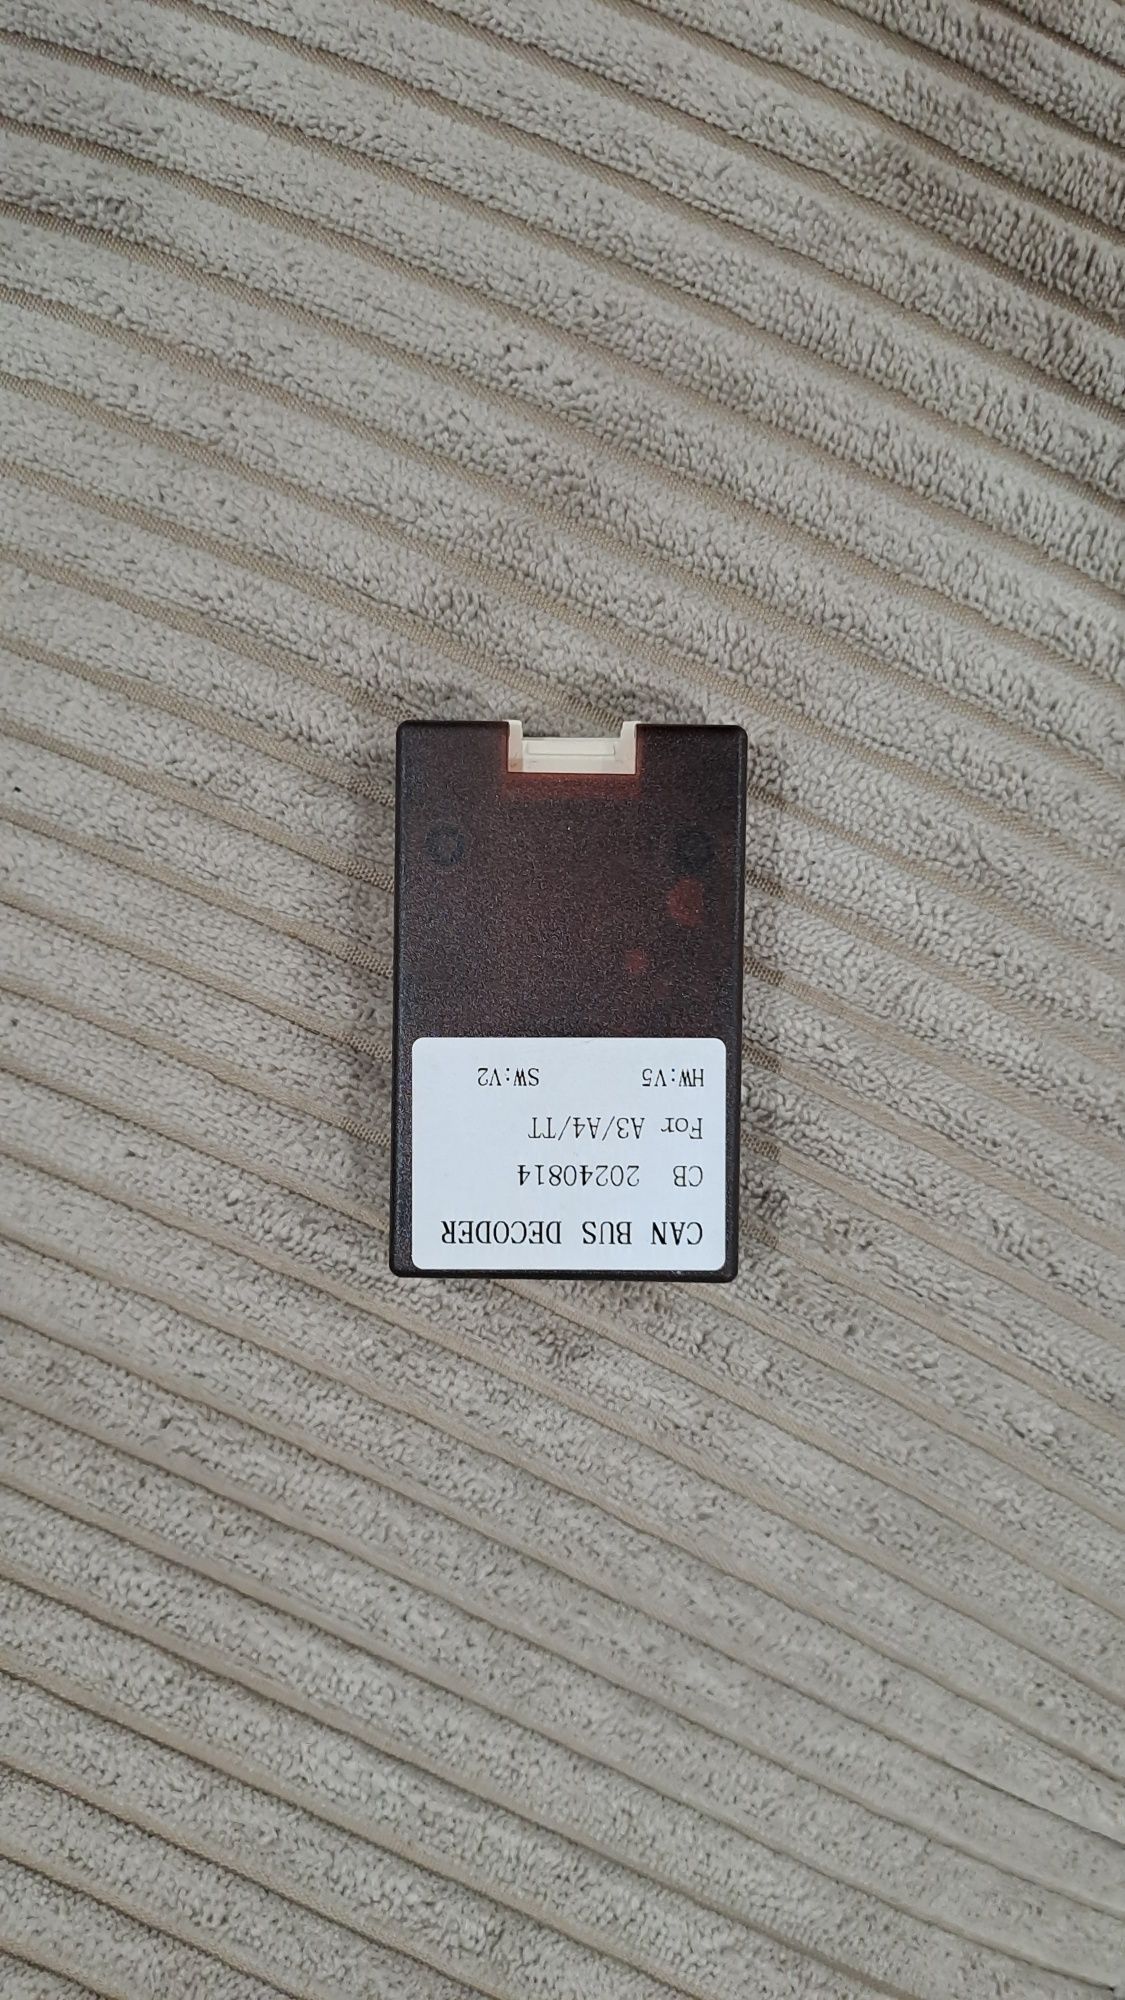 CAN BUS DECODER
CB 20240814
For A3/A4/TT
HW:V5 SW:V2